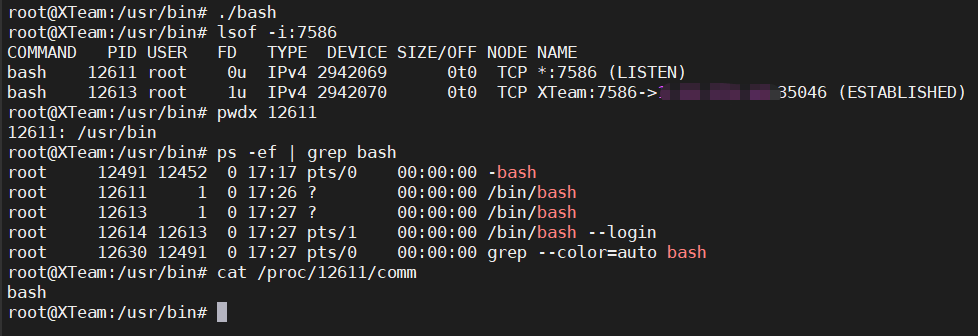 root@XTeam:/usr/bin# ./bash
root@XTeam:/usr/bin# lsof -i:7586
COMMAND   PID USER   FD   TYPE  DEVICE SIZE/OFF NODE NAME
bash    12611 root    0u  IPv4 2942069      0t0  TCP *:7586 (LISTEN)
bash    12613 root    1u  IPv4 2942070      0t0  TCP XTeam:7586-> 35046 (ESTABLISHED)
root@XTeam:/usr/bin# pwdx 12611
12611: /usr/bin
root@XTeam:/usr/bin# ps -ef | grep bash
root     12491 12452  0 17:17 pts/0    00:00:00 -bash
root     12611     1  0 17:26 ?        00:00:00 /bin/bash
root     12613     1  0 17:27 ?        00:00:00 /bin/bash
root     12614 12613  0 17:27 pts/1    00:00:00 /bin/bash --login
root     12630 12491  0 17:27 pts/0    00:00:00 grep --color=auto bash
root@XTeam:/usr/bin# cat /proc/12611/comm
bash
root@XTeam:/usr/bin#